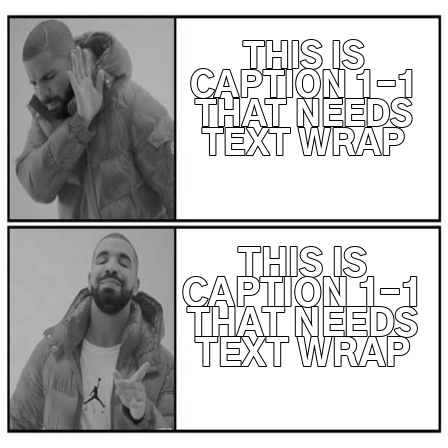 THIS IS
CAPTION 1-1
THAT NEEDS
TEXT WRAP
THIS IS
CAPTION 1-1
THAT NEEDS
TEXT WRAP